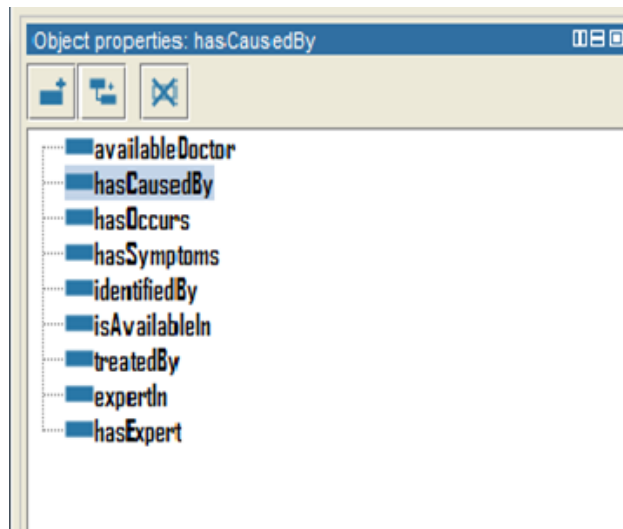 Object properties: hasCausedBy
availableDoctor
hasCausedBy
hasOccurs
hasSymptoms
identifiedBy
isAvailableIn
treatedBy
expertIn
hasExpert